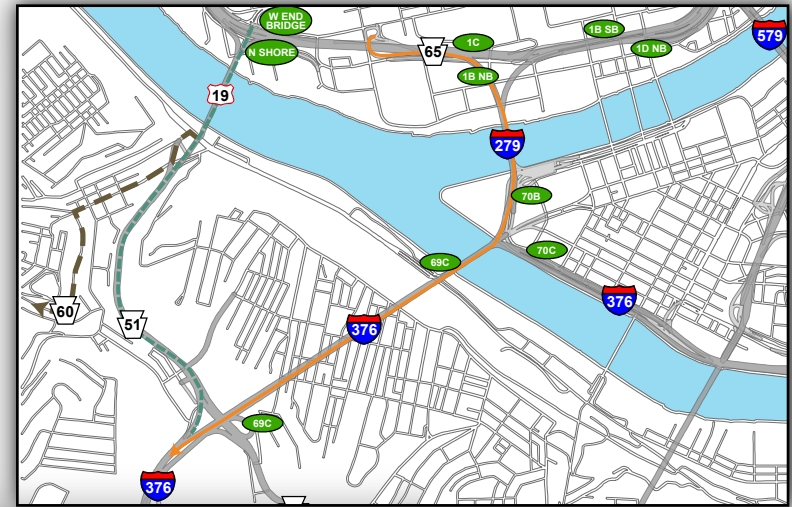 W END
BRIDGE
N SHORE
65
1C
1B SB
1D NB
579
1B NB
19
279
70B
70C
69C
376
376
60
51
69C
376